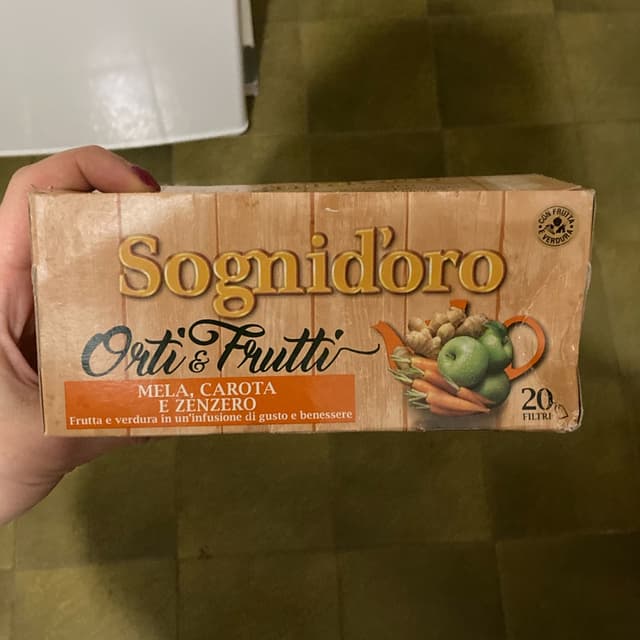 CON FRUTTA
E VERDURE
Sognid'oro
Orti & Frutti
MELA, CAROTA
E ZENZERO
Frutta e verdura in un'infusione di gusto e benessere
20
FILTRI